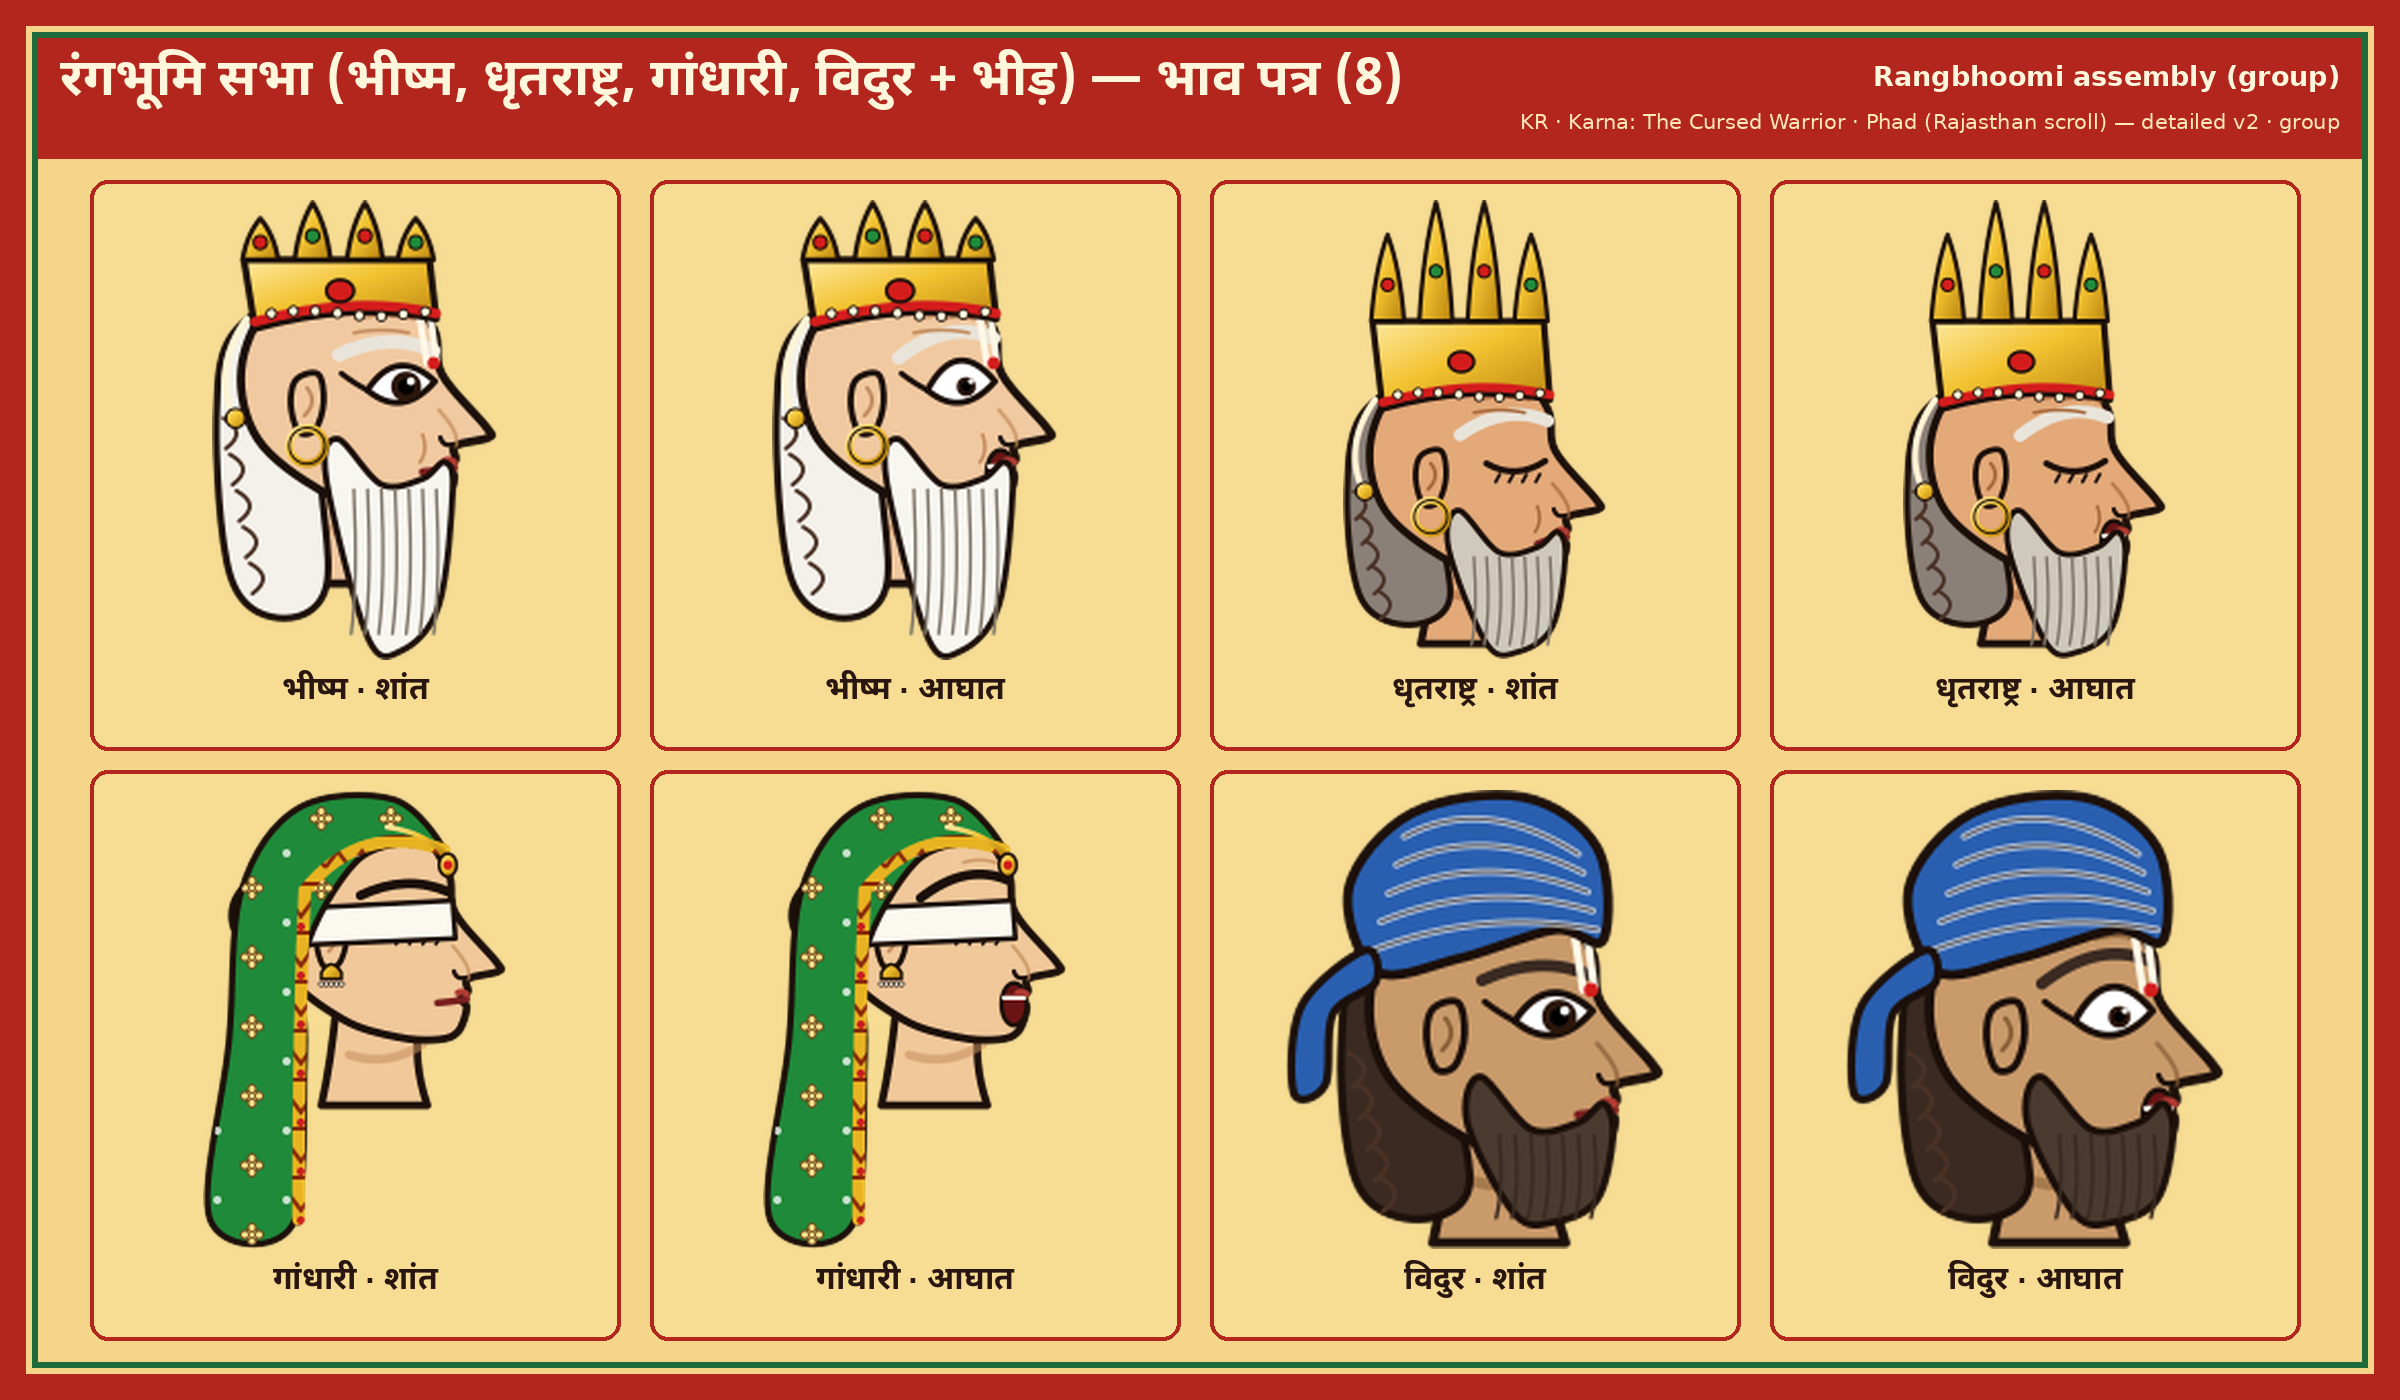 रंगभूमि सभा (भीष्म, धृतराष्ट्र, गांधारी, विदुर + भीड़) — भाव पत्र (8)
Rangbhoomi assembly (group)
KR · Karna: The Cursed Warrior · Phad (Rajasthan scroll) — detailed v2 · group
भीष्म · शांत
भीष्म · आघात
धृतराष्ट्र · शांत
धृतराष्ट्र · आघात
गांधारी · शांत
गांधारी · आघात
विदुर · शांत
विदुर · आघात